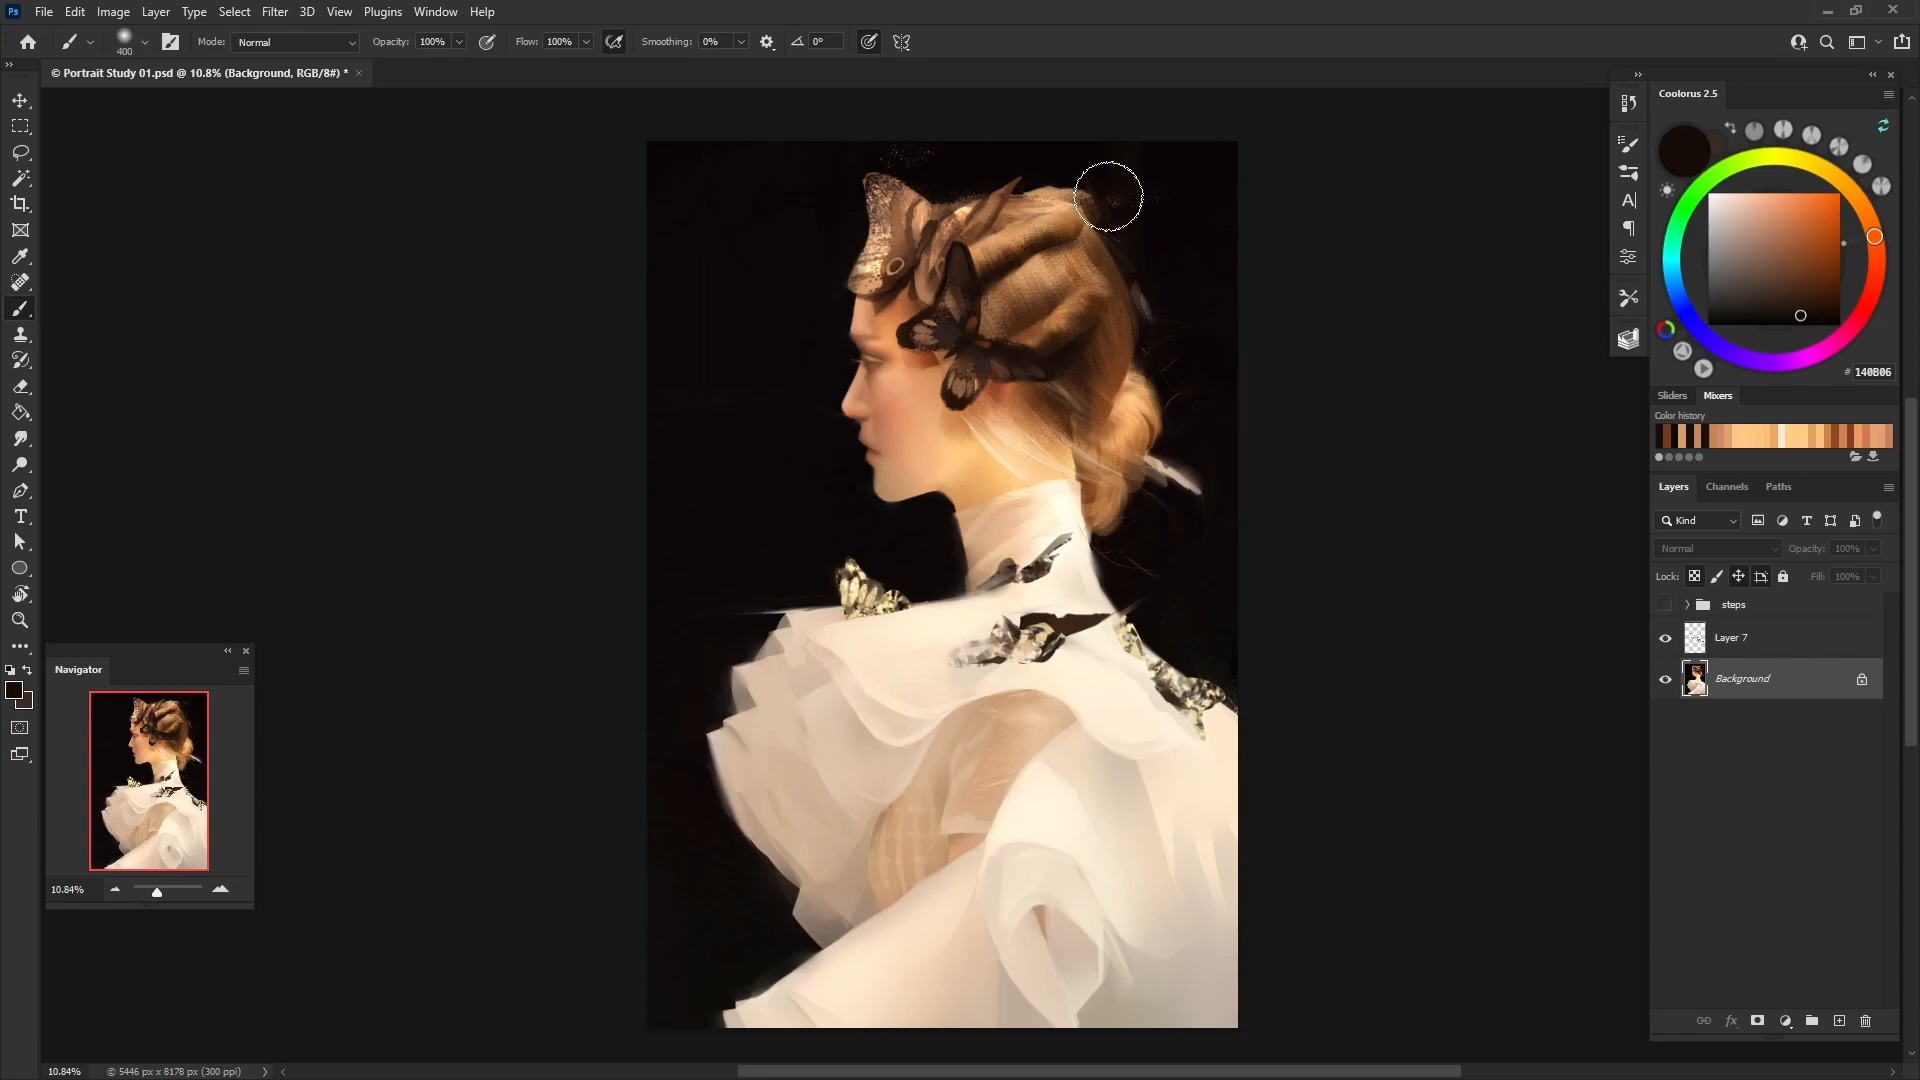 Ps File Edit Image Layer Type Select Filter 3D View Plugins Window Help
400 Mode: Normal Opacity: 100% Flow: 100% Smoothing: 0% 0°
© Portrait Study 01.psd @ 10.8% (Background, RGB/8#) * ×
Coolorus 2.5
# 140B06
Sliders Mixers
Color history
Layers Channels Paths
Kind
Normal Opacity: 100%
Lock: Fill: 100%
steps
Layer 7
Background
fx
Navigator
10.84%
10.84% © 5446 px x 8178 px (300 ppi)